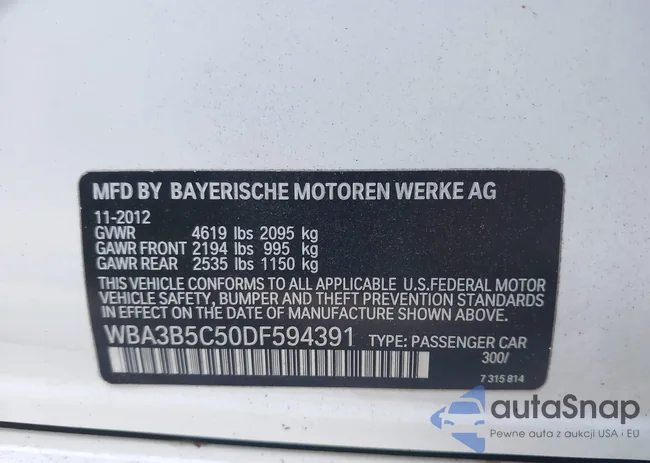 MFD BY BAYERISCHE MOTOREN WERKE AG
11-2012
GVWR 4619 lbs 2095 kg
GAWR FRONT 2194 lbs 995 kg
GAWR REAR 2535 lbs 1150 kg
THIS VEHICLE CONFORMS TO ALL APPLICABLE U.S.FEDERAL MOTOR
VEHICLE SAFETY, BUMPER AND THEFT PREVENTION STANDARDS
IN EFFECT ON THE DATE OF MANUFACTURE SHOWN ABOVE.
WBA3B5C50DF594391 TYPE: PASSENGER CAR
300/
7 315 814
autaSnap
Pewne auta z aukcji USA i EU